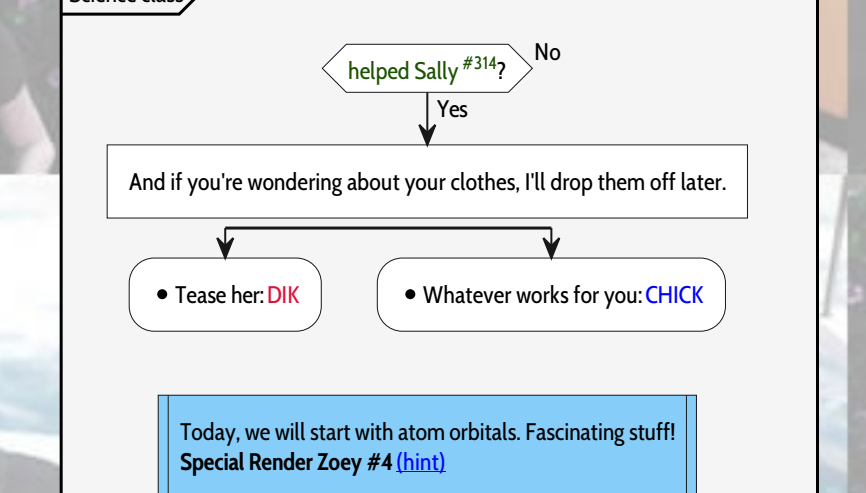 Science class
No
helped Sally #314?
Yes
And if you're wondering about your clothes, I'll drop them off later.
• Tease her: DIK
• Whatever works for you: CHICK
Today, we will start with atom orbitals. Fascinating stuff!
Special Render Zoey #4 (hint)